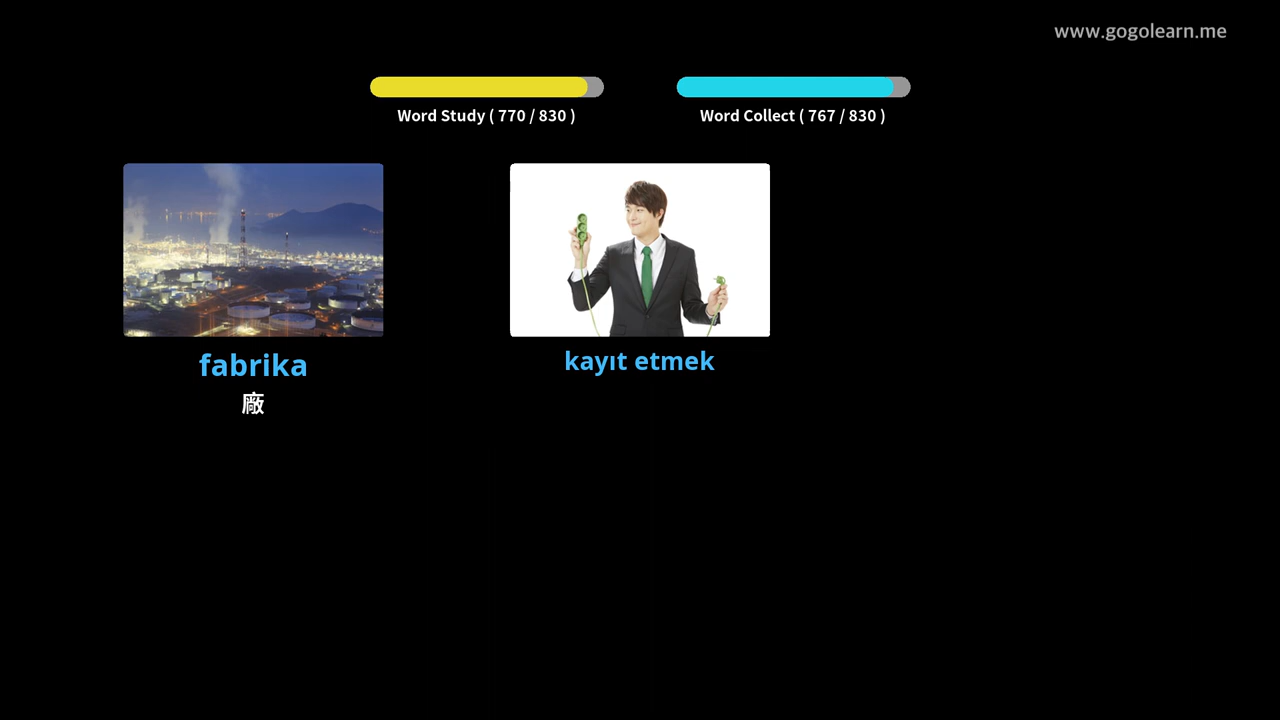 www.gogolearn.me
Word Study ( 770 / 830 )
Word Collect ( 767 / 830 )
fabrika
廠
kayıt etmek